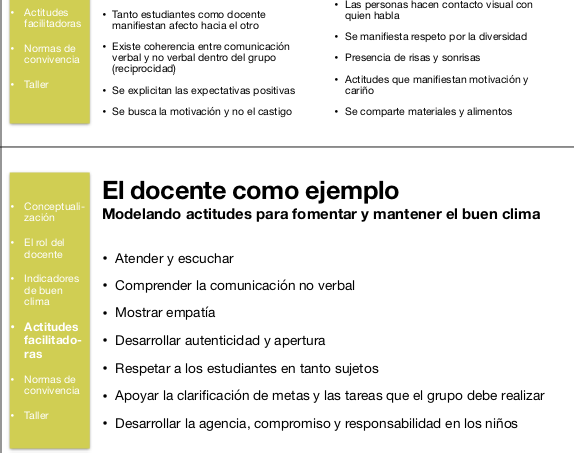 • Actitudes
facilitadoras
• Normas de
convivencia
• Taller
• Tanto estudiantes como docente
manifiestan afecto hacia el otro
• Existe coherencia entre comunicación
verbal y no verbal dentro del grupo
(reciprocidad)
• Se explicitan las expectativas positivas
• Se busca la motivación y no el castigo
• Las personas hacen contacto visual con
quien habla
• Se manifiesta respeto por la diversidad
• Presencia de risas y sonrisas
• Actitudes que manifiestan motivación y
cariño
• Se comparte materiales y alimentos
• Conceptuali-
zación
• El rol del
docente
• Indicadores
de buen
clima
• Actitudes
facilitado-
ras
• Normas de
convivencia
• Taller
El docente como ejemplo
Modelando actitudes para fomentar y mantener el buen clima
• Atender y escuchar
• Comprender la comunicación no verbal
• Mostrar empatía
• Desarrollar autenticidad y apertura
• Respetar a los estudiantes en tanto sujetos
• Apoyar la clarificación de metas y las tareas que el grupo debe realizar
• Desarrollar la agencia, compromiso y responsabilidad en los niños